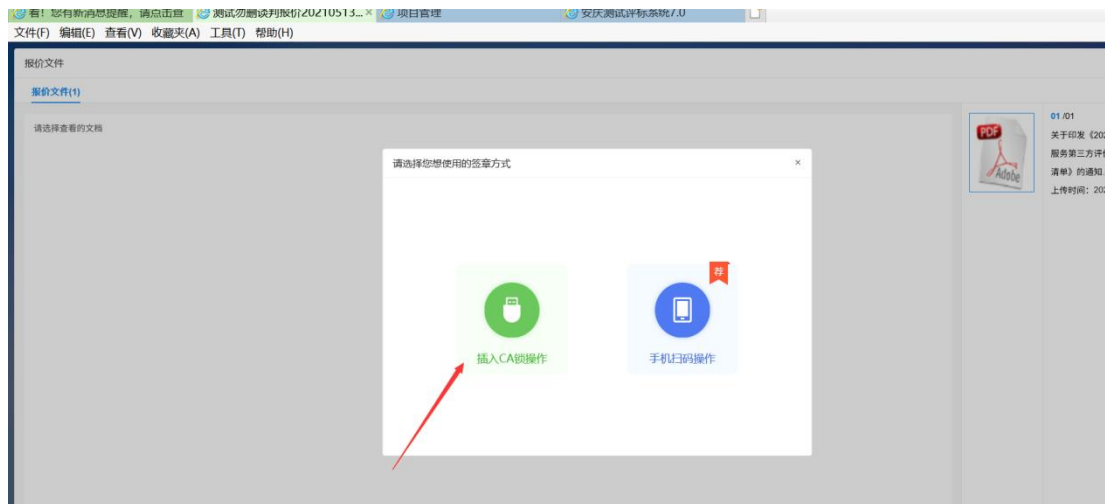 看！您有新消息提醒，请点击查
测试勿删谈判报价20210513...
项目管理
安庆测试评标系统7.0
文件(F) 编辑(E) 查看(V) 收藏夹(A) 工具(T) 帮助(H)
报价文件
报价文件(1)
请选择查看的文档
请选择您想使用的签章方式
荐
插入CA锁操作
手机扫码操作
PDF
Adobe
01 /01
关于印发《202
服务第三方评
清单》的通知.
上传时间：202